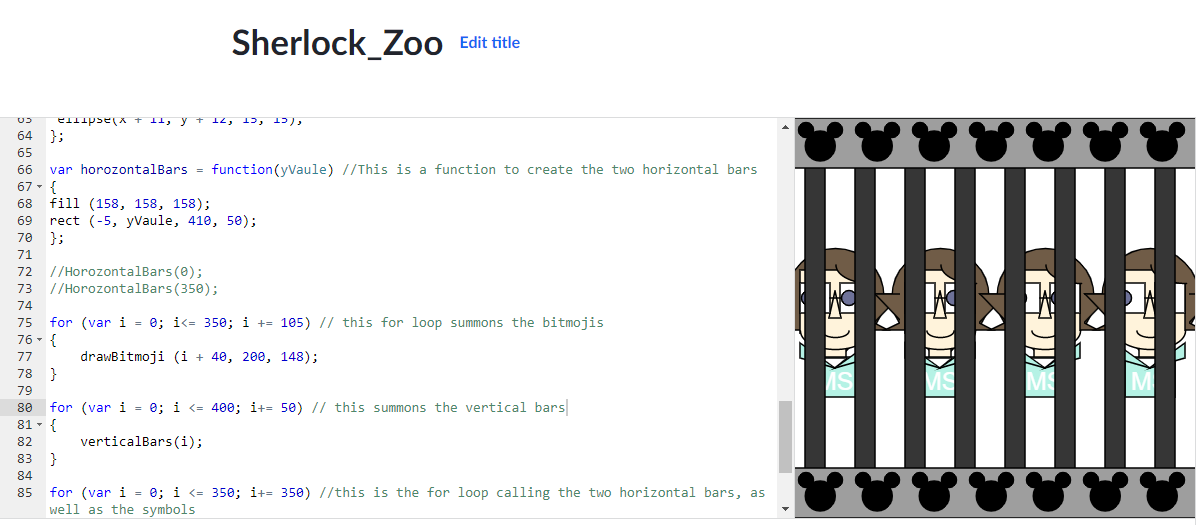 Sherlock_Zoo Edit title
63 ellipse(x + 11, y + 12, 15, 15);
64 };
65
66 var horozontalBars = function(yVaule) //This is a function to create the two horizontal bars
67 {
68 fill (158, 158, 158);
69 rect (-5, yVaule, 410, 50);
70 };
71
72 //HorozontalBars(0);
73 //HorozontalBars(350);
74
75 for (var i = 0; i<= 350; i += 105) // this for loop summons the bitmojis
76 {
77 drawBitmoji (i + 40, 200, 148);
78 }
79
80 for (var i = 0; i <= 400; i+= 50) // this summons the vertical bars
81 {
82 verticalBars(i);
83 }
84
85 for (var i = 0; i <= 350; i+= 350) //this is the for loop calling the two horizontal bars, as
well as the symbols
MS MS MS M